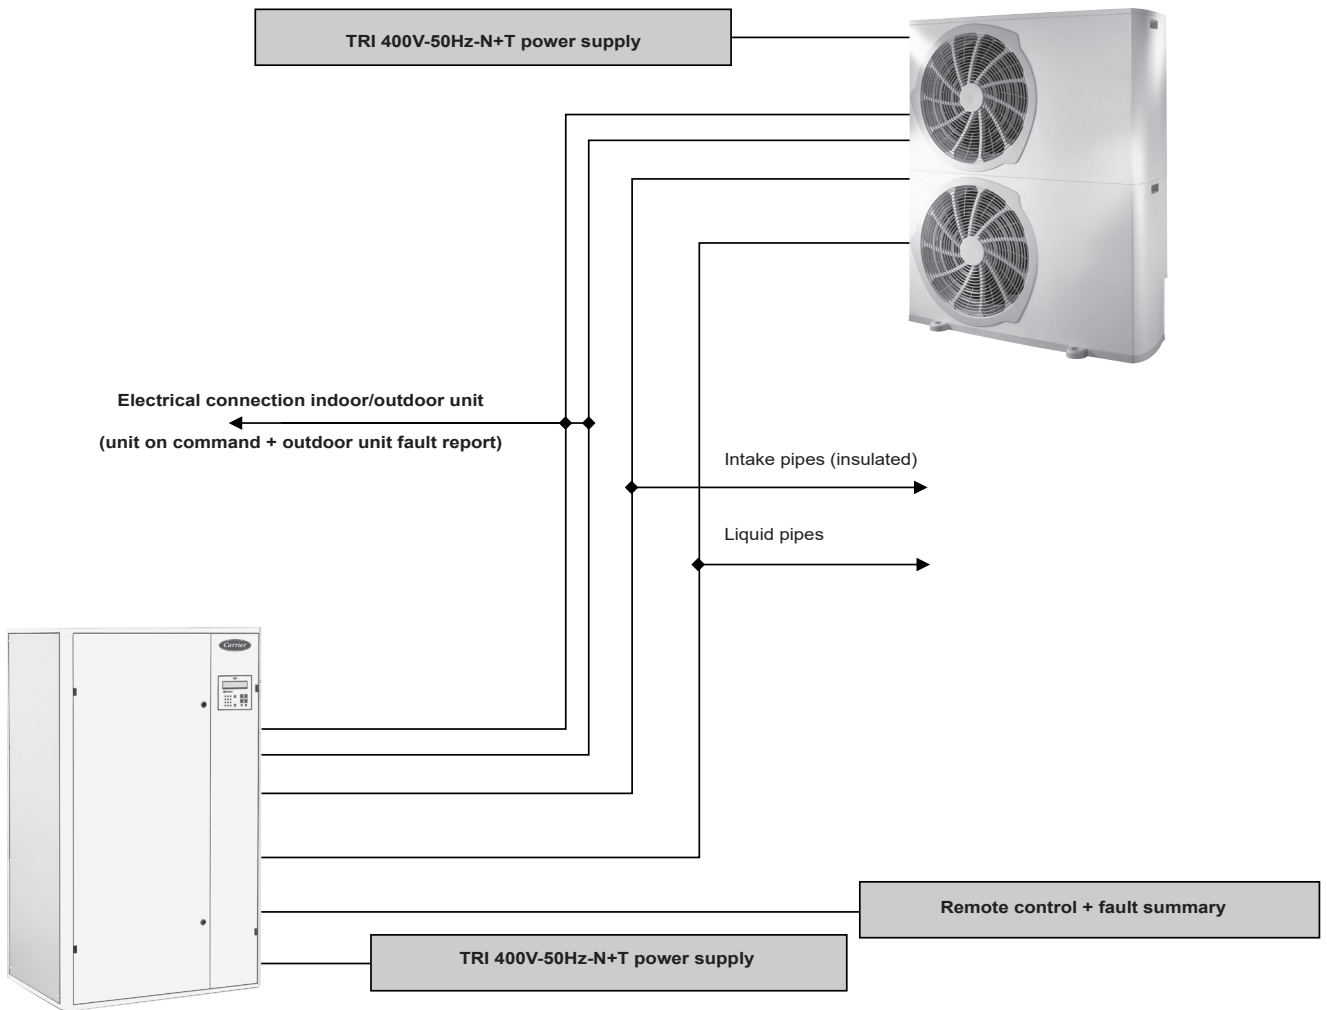 TRI 400V-50Hz-N+T power supply
Electrical connection indoor/outdoor unit
(unit on command + outdoor unit fault report)
Intake pipes (insulated)
Liquid pipes
Carrier
Remote control + fault summary
TRI 400V-50Hz-N+T power supply